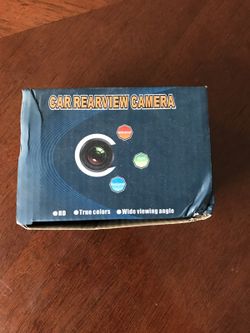 CAR REARVIEW CAMERA
●HD ●True colors ●Wide viewing angle